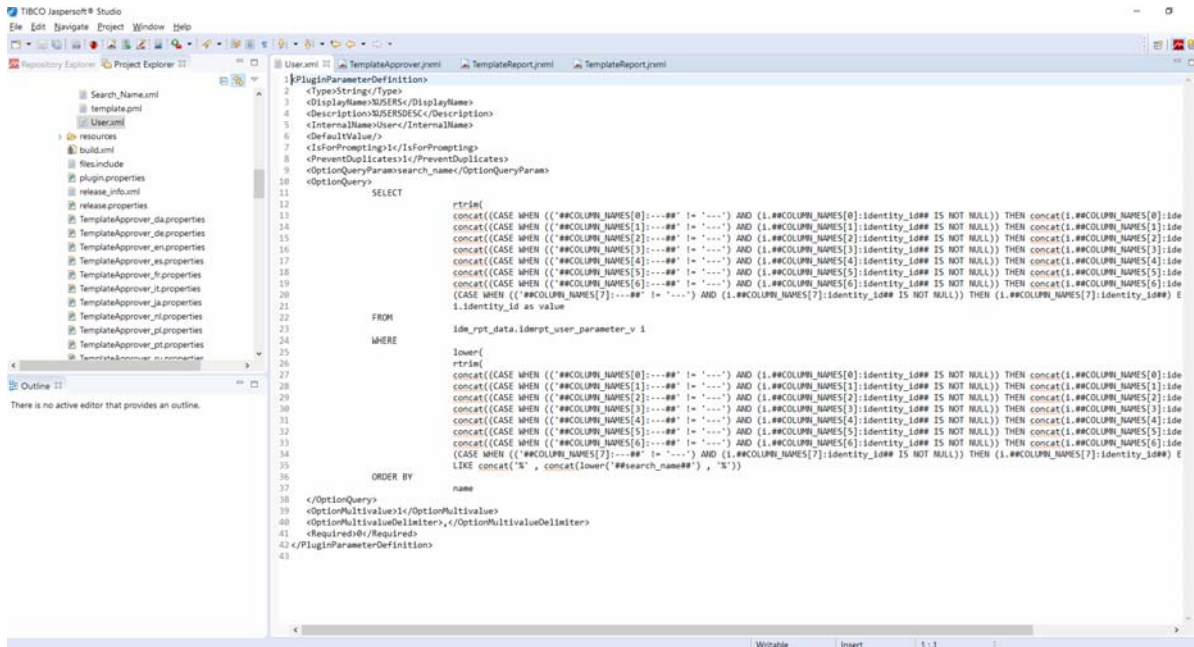 TIBCO Jaspersoft® Studio
File Edit Navigate Project Window Help
Repository Explorer Project Explorer
Search_Name.xml
template.pml
User.xml
resources
build.xml
files.include
plugin.properties
release_info.xml
release.properties
TemplateApprover_da.properties
TemplateApprover_de.properties
TemplateApprover_en.properties
TemplateApprover_es.properties
TemplateApprover_fr.properties
TemplateApprover_it.properties
TemplateApprover_ja.properties
TemplateApprover_nl.properties
TemplateApprover_pl.properties
TemplateApprover_pt.properties
TemplateApprover_ru.properties
Outline
There is no active editor that provides an outline.
User.xml TemplateApprover.jrxml TemplateReport.jrxml TemplateReport.jrxml
1 <PluginParameterDefinition>
2 <Type>String</Type>
3 <DisplayName>%USERS</DisplayName>
4 <Description>%USERSDESC</Description>
5 <InternalName>User</InternalName>
6 <DefaultValue/>
7 <IsForPrompting>1</IsForPrompting>
8 <PreventDuplicates>1</PreventDuplicates>
9 <OptionQueryParam>search_name</OptionQueryParam>
10 <OptionQuery>
11 SELECT
12 rtrim(
13 concat((CASE WHEN (('##COLUMN_NAMES[0]:---##' != '---') AND (i.##COLUMN_NAMES[0]:identity_id## IS NOT NULL)) THEN concat(i.##COLUMN_NAMES[0]:ide
14 concat((CASE WHEN (('##COLUMN_NAMES[1]:---##' != '---') AND (i.##COLUMN_NAMES[1]:identity_id## IS NOT NULL)) THEN concat(i.##COLUMN_NAMES[1]:ide
15 concat((CASE WHEN (('##COLUMN_NAMES[2]:---##' != '---') AND (i.##COLUMN_NAMES[2]:identity_id## IS NOT NULL)) THEN concat(i.##COLUMN_NAMES[2]:ide
16 concat((CASE WHEN (('##COLUMN_NAMES[3]:---##' != '---') AND (i.##COLUMN_NAMES[3]:identity_id## IS NOT NULL)) THEN concat(i.##COLUMN_NAMES[3]:ide
17 concat((CASE WHEN (('##COLUMN_NAMES[4]:---##' != '---') AND (i.##COLUMN_NAMES[4]:identity_id## IS NOT NULL)) THEN concat(i.##COLUMN_NAMES[4]:ide
18 concat((CASE WHEN (('##COLUMN_NAMES[5]:---##' != '---') AND (i.##COLUMN_NAMES[5]:identity_id## IS NOT NULL)) THEN concat(i.##COLUMN_NAMES[5]:ide
19 concat((CASE WHEN (('##COLUMN_NAMES[6]:---##' != '---') AND (i.##COLUMN_NAMES[6]:identity_id## IS NOT NULL)) THEN concat(i.##COLUMN_NAMES[6]:ide
20 (CASE WHEN (('##COLUMN_NAMES[7]:---##' != '---') AND (i.##COLUMN_NAMES[7]:identity_id## IS NOT NULL)) THEN (i.##COLUMN_NAMES[7]:identity_id##) E
21 i.identity_id as value
22 FROM
23 idm_rpt_data.idmrpt_user_parameter_v i
24 WHERE
25 lower(
26 rtrim(
27 concat((CASE WHEN (('##COLUMN_NAMES[0]:---##' != '---') AND (i.##COLUMN_NAMES[0]:identity_id## IS NOT NULL)) THEN concat(i.##COLUMN_NAMES[0]:ide
28 concat((CASE WHEN (('##COLUMN_NAMES[1]:---##' != '---') AND (i.##COLUMN_NAMES[1]:identity_id## IS NOT NULL)) THEN concat(i.##COLUMN_NAMES[1]:ide
29 concat((CASE WHEN (('##COLUMN_NAMES[2]:---##' != '---') AND (i.##COLUMN_NAMES[2]:identity_id## IS NOT NULL)) THEN concat(i.##COLUMN_NAMES[2]:ide
30 concat((CASE WHEN (('##COLUMN_NAMES[3]:---##' != '---') AND (i.##COLUMN_NAMES[3]:identity_id## IS NOT NULL)) THEN concat(i.##COLUMN_NAMES[3]:ide
31 concat((CASE WHEN (('##COLUMN_NAMES[4]:---##' != '---') AND (i.##COLUMN_NAMES[4]:identity_id## IS NOT NULL)) THEN concat(i.##COLUMN_NAMES[4]:ide
32 concat((CASE WHEN (('##COLUMN_NAMES[5]:---##' != '---') AND (i.##COLUMN_NAMES[5]:identity_id## IS NOT NULL)) THEN concat(i.##COLUMN_NAMES[5]:ide
33 concat((CASE WHEN (('##COLUMN_NAMES[6]:---##' != '---') AND (i.##COLUMN_NAMES[6]:identity_id## IS NOT NULL)) THEN concat(i.##COLUMN_NAMES[6]:ide
34 (CASE WHEN (('##COLUMN_NAMES[7]:---##' != '---') AND (i.##COLUMN_NAMES[7]:identity_id## IS NOT NULL)) THEN (i.##COLUMN_NAMES[7]:identity_id##) E
35 LIKE concat('%' , concat(lower('##search_name##') , '%'))
36 ORDER BY
37 name
38 </OptionQuery>
39 <OptionMultivalue>1</OptionMultivalue>
40 <OptionMultivalueDelimiter>,</OptionMultivalueDelimiter>
41 <Required>0</Required>
42 </PluginParameterDefinition>
43
Writable Insert 1 : 1